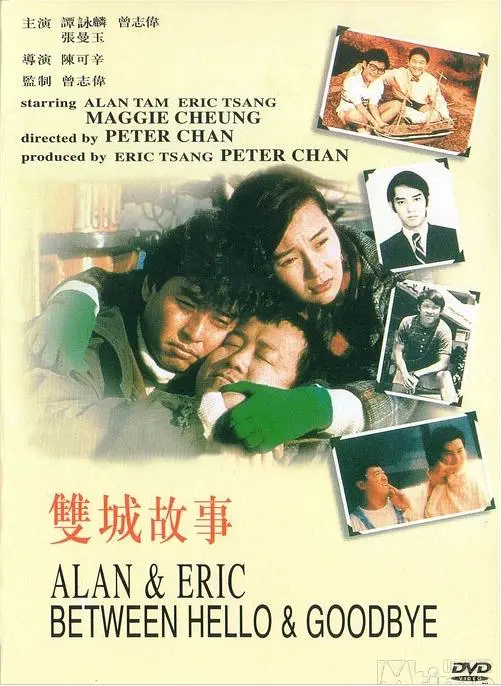 主演 譚詠麟 曾志偉
張曼玉
導演 陳可辛
監制 曾志偉
starring ALAN TAM ERIC TSANG
MAGGIE CHEUNG
directed by PETER CHAN
produced by ERIC TSANG PETER CHAN
雙城故事
ALAN & ERIC
BETWEEN HELLO & GOODBYE
DVD
VIDEO